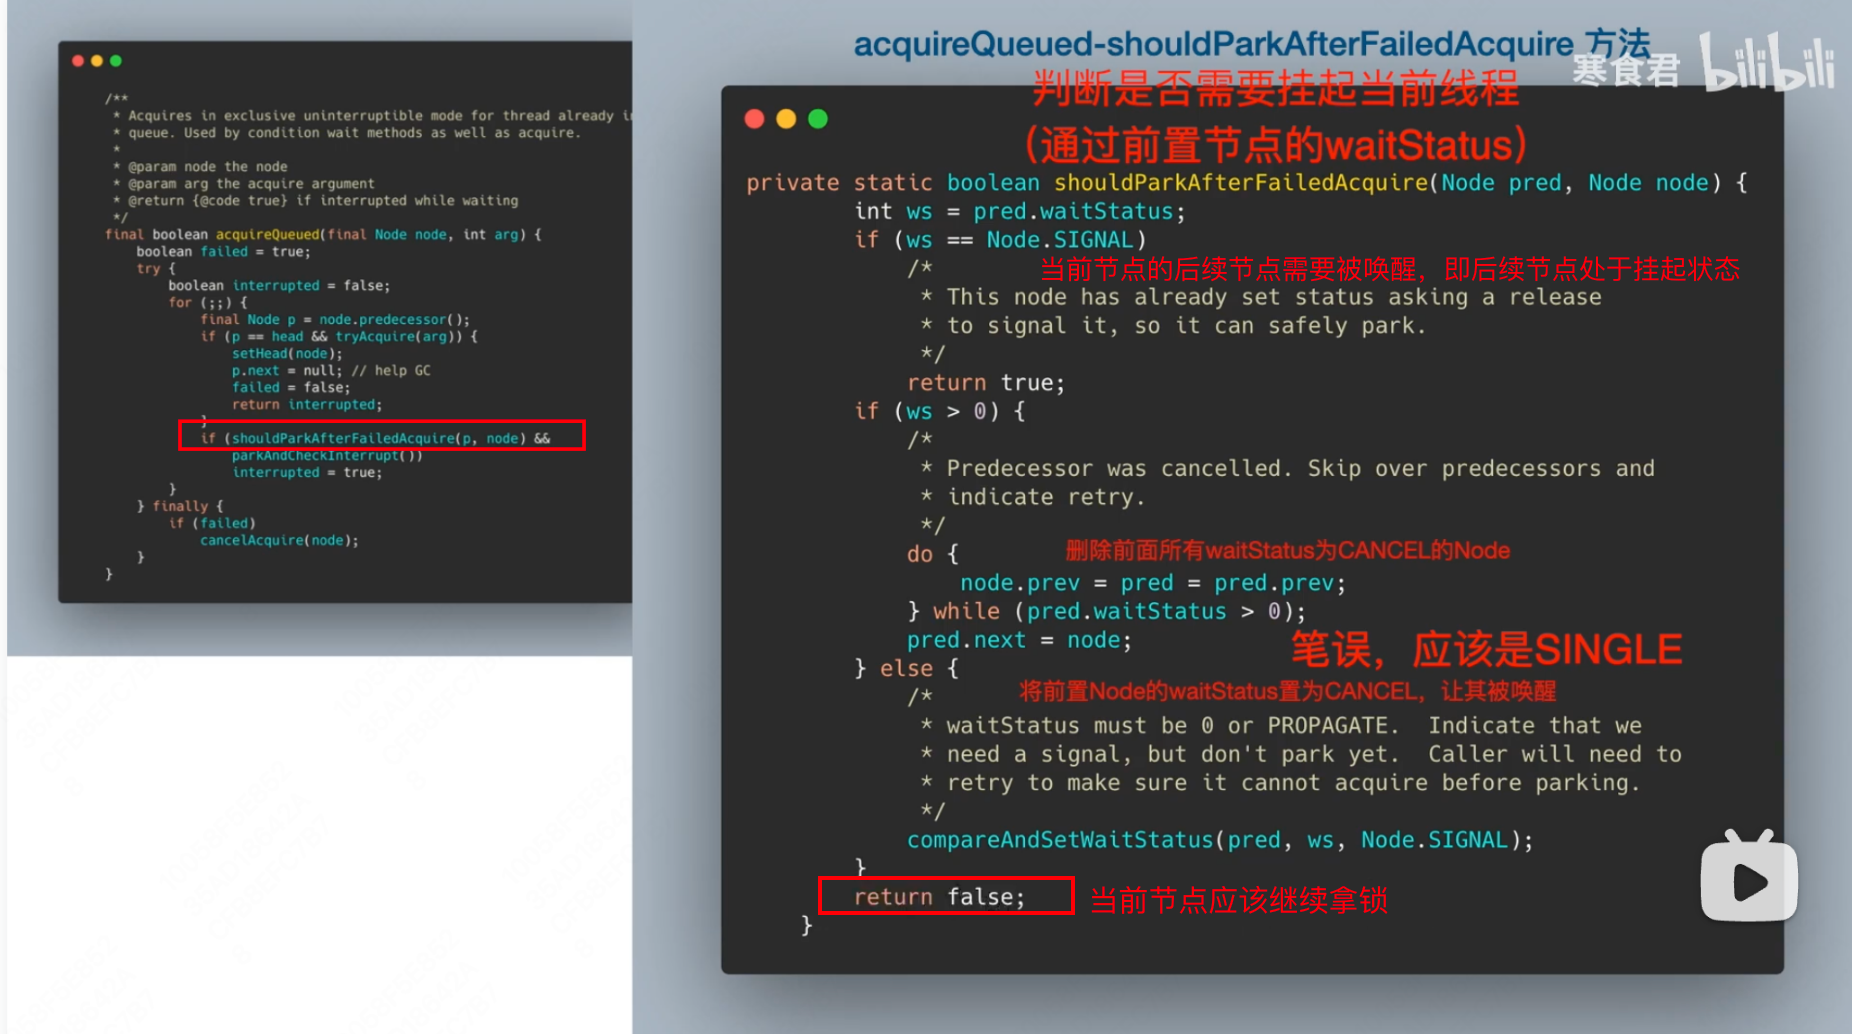 /**
* Acquires in exclusive uninterruptible mode for thread already i
* queue. Used by condition wait methods as well as acquire.
*
* @param node the node
* @param arg the acquire argument
* @return {@code true} if interrupted while waiting
*/
final boolean acquireQueued(final Node node, int arg) {
boolean failed = true;
try {
boolean interrupted = false;
for (;;) {
final Node p = node.predecessor();
if (p == head && tryAcquire(arg)) {
setHead(node);
p.next = null; // help GC
failed = false;
return interrupted;
}
if (shouldParkAfterFailedAcquire(p, node) &&
parkAndCheckInterrupt())
interrupted = true;
}
} finally {
if (failed)
cancelAcquire(node);
}
}
acquireQueued-shouldParkAfterFailedAcquire 方法
寒食君 bilibili
判断是否需要挂起当前线程
（通过前置节点的waitStatus）
private static boolean shouldParkAfterFailedAcquire(Node pred, Node node) {
int ws = pred.waitStatus;
if (ws == Node.SIGNAL)
/* 当前节点的后续节点需要被唤醒，即后续节点处于挂起状态
* This node has already set status asking a release
* to signal it, so it can safely park.
*/
return true;
if (ws > 0) {
/*
* Predecessor was cancelled. Skip over predecessors and
* indicate retry.
*/
do { 删除前面所有waitStatus为CANCEL的Node
node.prev = pred = pred.prev;
} while (pred.waitStatus > 0);
pred.next = node;
笔误，应该是SINGLE
} else {
/* 将前置Node的waitStatus置为CANCEL，让其被唤醒
* waitStatus must be 0 or PROPAGATE. Indicate that we
* need a signal, but don't park yet. Caller will need to
* retry to make sure it cannot acquire before parking.
*/
compareAndSetWaitStatus(pred, ws, Node.SIGNAL);
}
return false; 当前节点应该继续拿锁
}